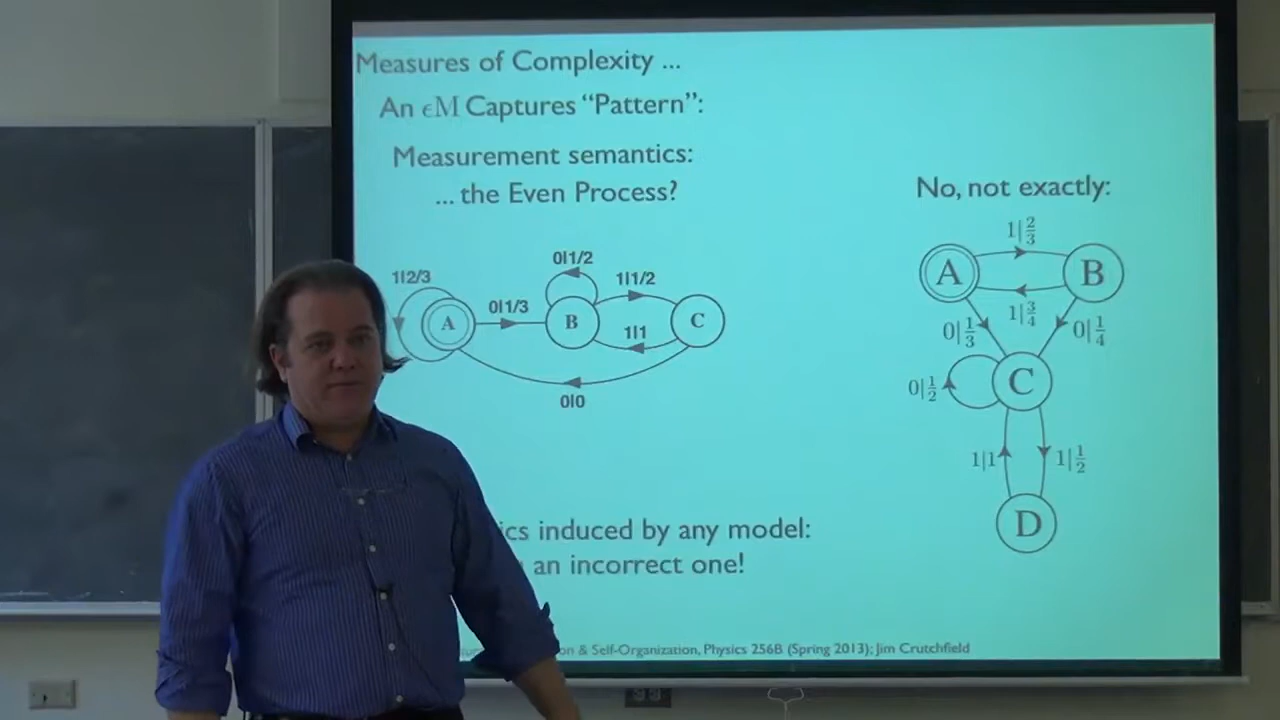 Measures of Complexity ...
An ϵM Captures “Pattern”:
Measurement semantics:
... the Even Process?
No, not exactly:
1|2/3
0|1/3
0|1/2
1|1/2
1|1
0|0
A
B
C
1|2/3
A
B
1|3/4
0|1/3
0|1/4
C
0|1/2
1|1
1|1/2
D
induced by any model:
an incorrect one!
& Self-Organization, Physics 256B (Spring 2013); Jim Crutchfield